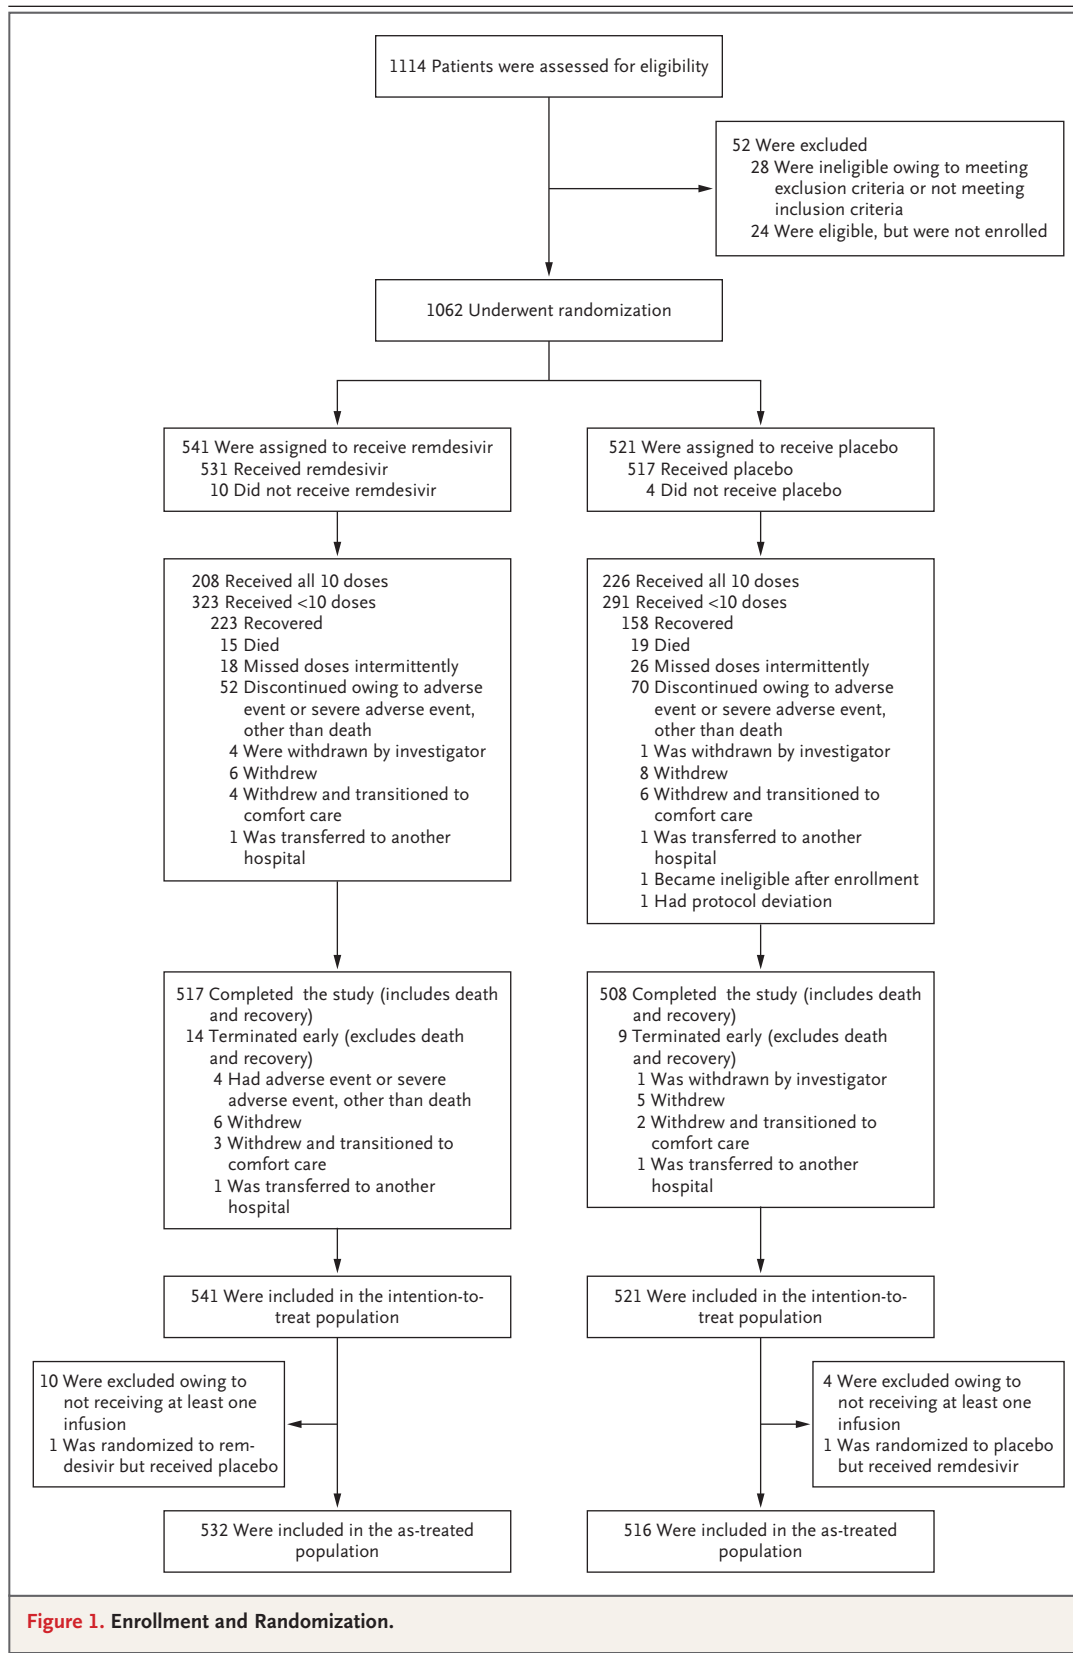 1114 Patients were assessed for eligibility
52 Were excluded
28 Were ineligible owing to meeting
exclusion criteria or not meeting
inclusion criteria
24 Were eligible, but were not enrolled
1062 Underwent randomization
541 Were assigned to receive remdesivir
531 Received remdesivir
10 Did not receive remdesivir
521 Were assigned to receive placebo
517 Received placebo
4 Did not receive placebo
208 Received all 10 doses
323 Received <10 doses
223 Recovered
15 Died
18 Missed doses intermittently
52 Discontinued owing to adverse
event or severe adverse event,
other than death
4 Were withdrawn by investigator
6 Withdrew
4 Withdrew and transitioned to
comfort care
1 Was transferred to another
hospital
226 Received all 10 doses
291 Received <10 doses
158 Recovered
19 Died
26 Missed doses intermittently
70 Discontinued owing to adverse
event or severe adverse event,
other than death
1 Was withdrawn by investigator
8 Withdrew
6 Withdrew and transitioned to
comfort care
1 Was transferred to another
hospital
1 Became ineligible after enrollment
1 Had protocol deviation
517 Completed the study (includes death
and recovery)
14 Terminated early (excludes death
and recovery)
4 Had adverse event or severe
adverse event, other than death
6 Withdrew
3 Withdrew and transitioned to
comfort care
1 Was transferred to another
hospital
508 Completed the study (includes death
and recovery)
9 Terminated early (excludes death
and recovery)
1 Was withdrawn by investigator
5 Withdrew
2 Withdrew and transitioned to
comfort care
1 Was transferred to another
hospital
541 Were included in the intention-to-
treat population
521 Were included in the intention-to-
treat population
10 Were excluded owing to
not receiving at least one
infusion
1 Was randomized to rem-
desivir but received placebo
4 Were excluded owing to
not receiving at least one
infusion
1 Was randomized to placebo
but received remdesivir
532 Were included in the as-treated
population
516 Were included in the as-treated
population
Figure 1. Enrollment and Randomization.